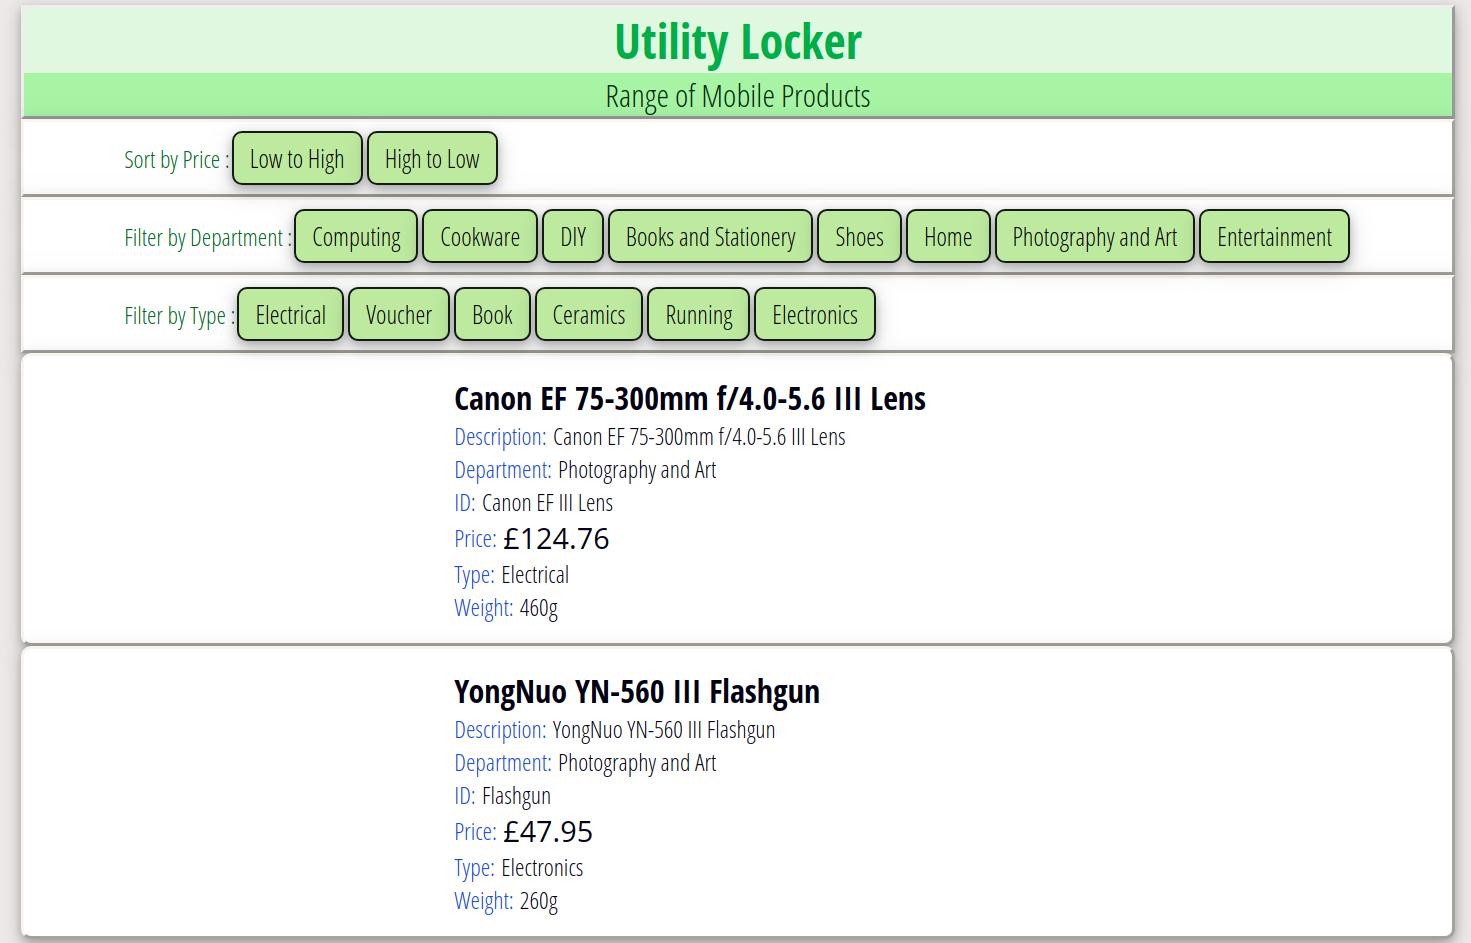 Utility Locker
Range of Mobile Products
Sort by Price : Low to High High to Low
Filter by Department : Computing Cookware DIY Books and Stationery Shoes Home Photography and Art Entertainment
Filter by Type : Electrical Voucher Book Ceramics Running Electronics
Canon EF 75-300mm f/4.0-5.6 III Lens
Description: Canon EF 75-300mm f/4.0-5.6 III Lens
Department: Photography and Art
ID: Canon EF III Lens
Price: £124.76
Type: Electrical
Weight: 460g
YongNuo YN-560 III Flashgun
Description: YongNuo YN-560 III Flashgun
Department: Photography and Art
ID: Flashgun
Price: £47.95
Type: Electronics
Weight: 260g